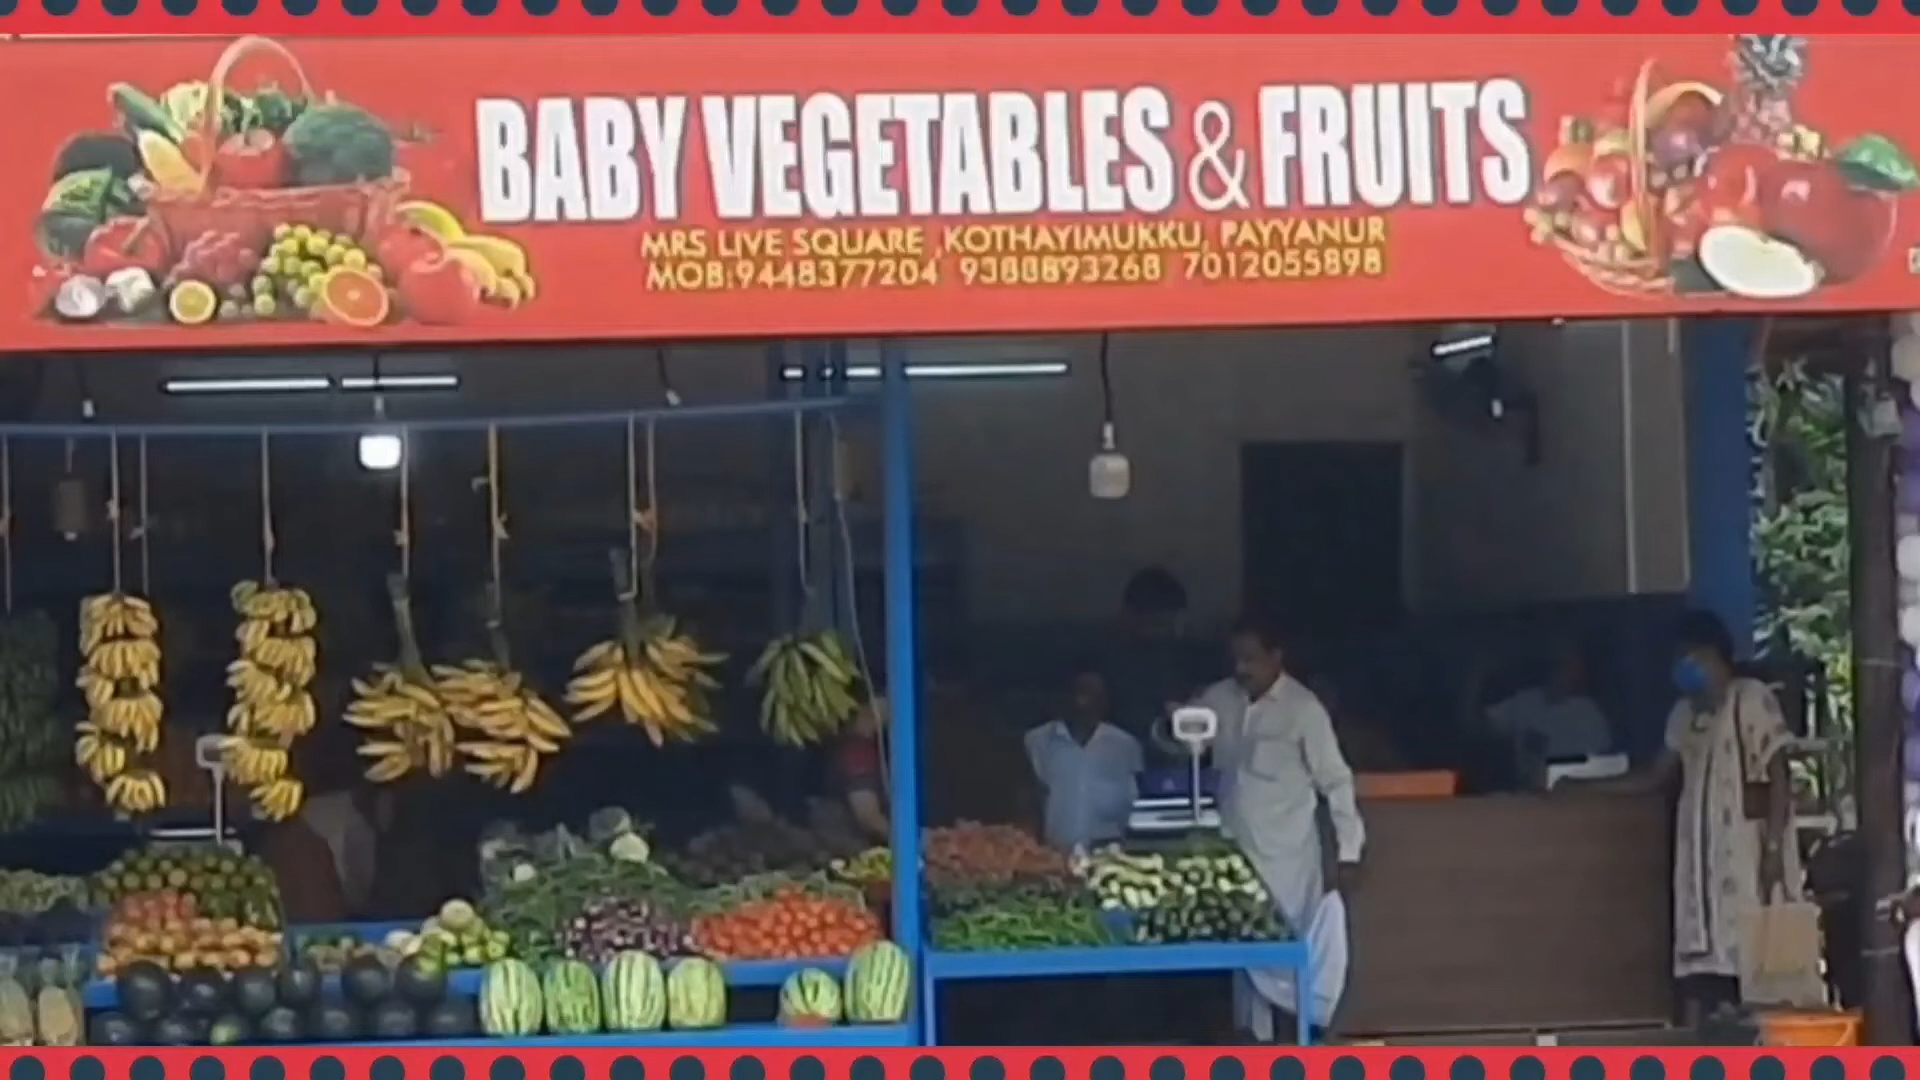 BABY VEGETABLES & FRUITS
MRS LIVE SQUARE ,KOTHAYIMUKKU, PAYYANUR
MOB:9448377204 9388893268 7012055898